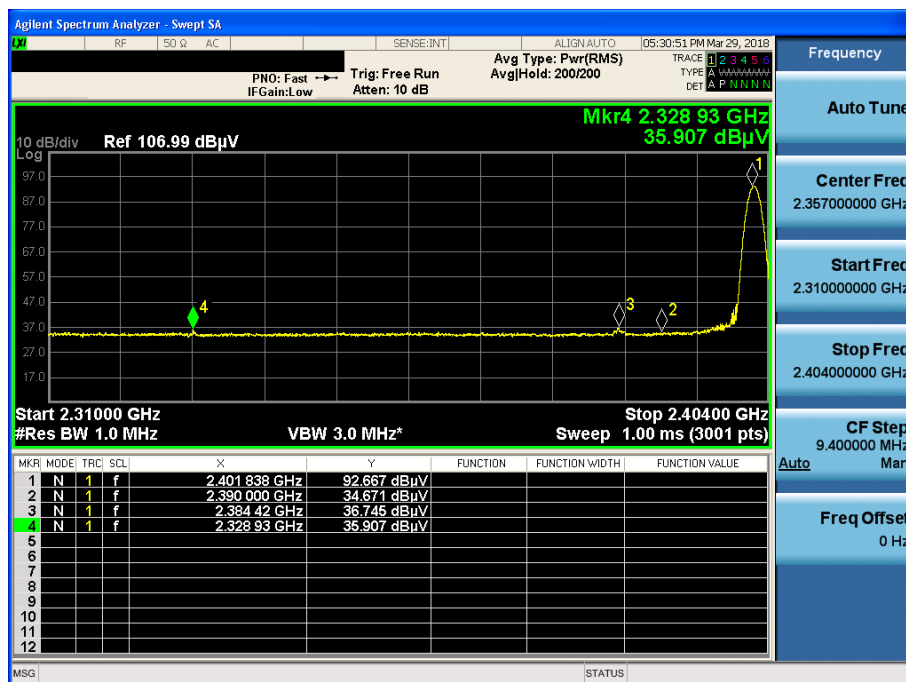 Agilent Spectrum Analyzer - Swept SA
LXI RF 50 Ω AC SENSE:INT ALIGN AUTO 05:30:51 PM Mar 29, 2018
PNO: Fast Trig: Free Run Avg Type: Pwr(RMS) TRACE 1 2 3 4 5 6
IFGain:Low Atten: 10 dB Avg|Hold: 200/200 TYPE A WWWWW
DET A P N N N N
Mkr4 2.328 93 GHz
35.907 dBµV
10 dB/div Ref 106.99 dBµV
Log
97.0
87.0
77.0
67.0
57.0
47.0
37.0
27.0
17.0
1
2
3
4
Start 2.31000 GHz Stop 2.40400 GHz
#Res BW 1.0 MHz VBW 3.0 MHz* Sweep 1.00 ms (3001 pts)
MKR MODE TRC SCL X Y FUNCTION FUNCTION WIDTH FUNCTION VALUE
1 N 1 f 2.401 838 GHz 92.667 dBµV
2 N 1 f 2.390 000 GHz 34.671 dBµV
3 N 1 f 2.384 42 GHz 36.745 dBµV
4 N 1 f 2.328 93 GHz 35.907 dBµV
5
6
7
8
9
10
11
12
MSG STATUS
Frequency
Auto Tune
Center Freq
2.357000000 GHz
Start Freq
2.310000000 GHz
Stop Freq
2.404000000 GHz
CF Step
9.400000 MHz
Auto Man
Freq Offset
0 Hz